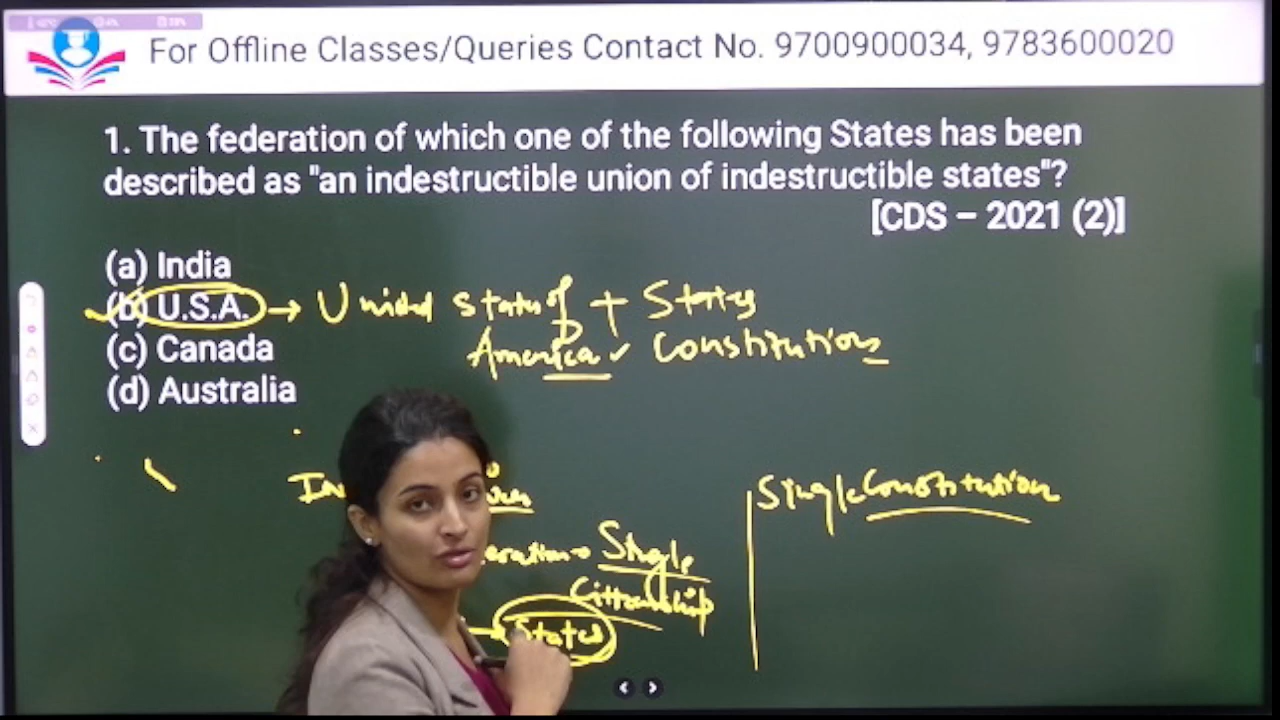 For Offline Classes/Queries Contact No. 9700900034, 9783600020
1. The federation of which one of the following States has been
described as "an indestructible union of indestructible states"?
[CDS – 2021 (2)]
(a) India
(b) U.S.A. → United States of + States
America ✓ Constitutions
(c) Canada
(d) Australia
Single Constitution
Single
Citizenship
→ States